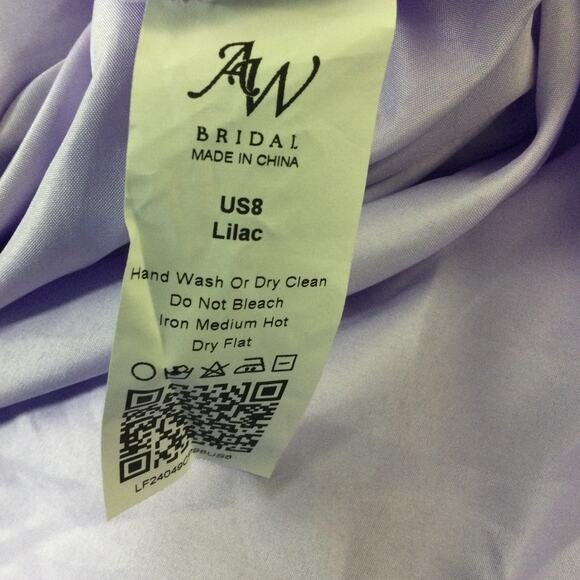 AW
BRIDAL
MADE IN CHINA
US8
Lilac
Hand Wash Or Dry Clean
Do Not Bleach
Iron Medium Hot
Dry Flat